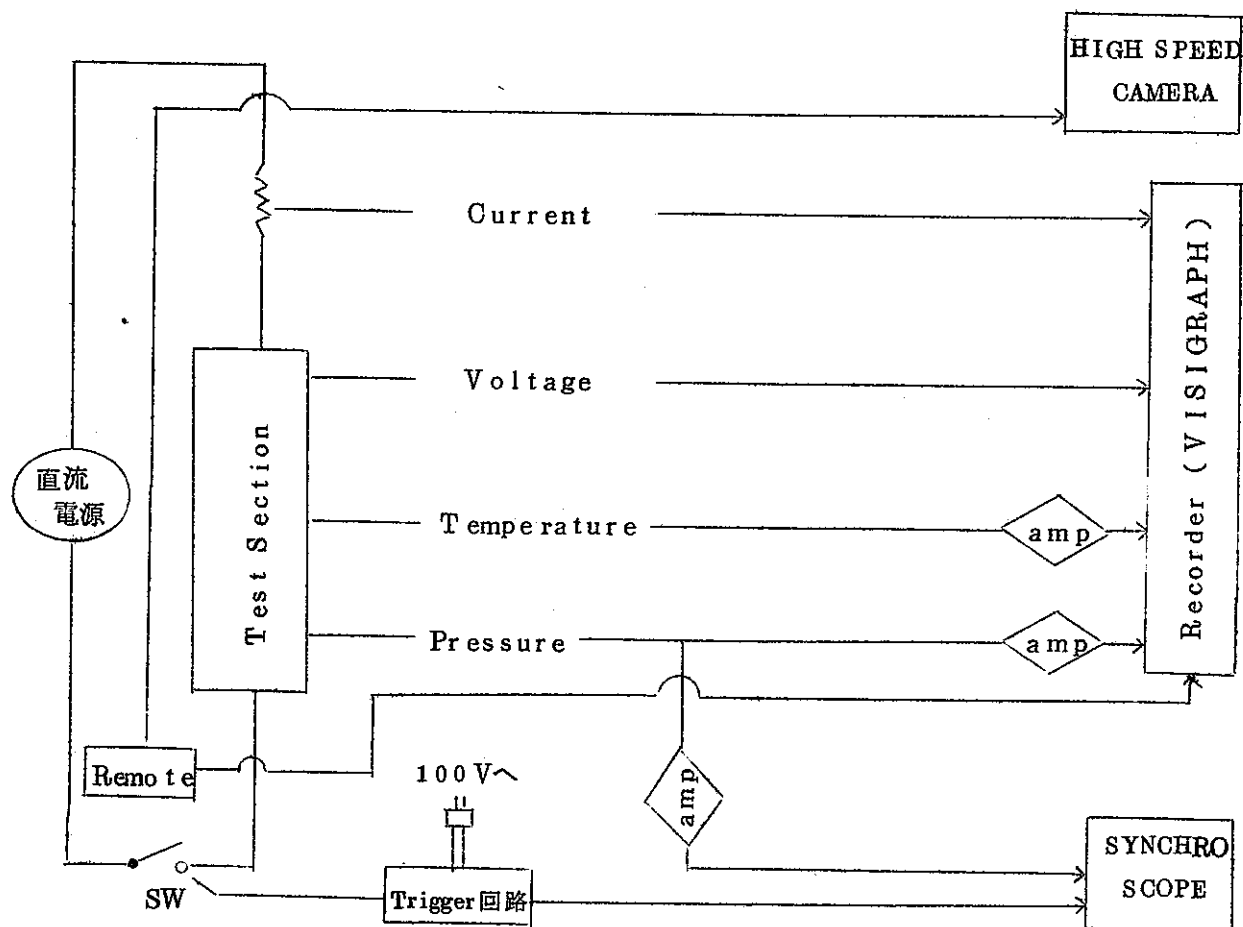 HIGH SPEED
CAMERA
Current
Voltage
直流
電源
Test Section
Temperature
amp
Pressure
amp
Recorder (VISIGRAPH)
Remote
100Vへ
amp
SW
Trigger回路
SYNCHRO
SCOPE